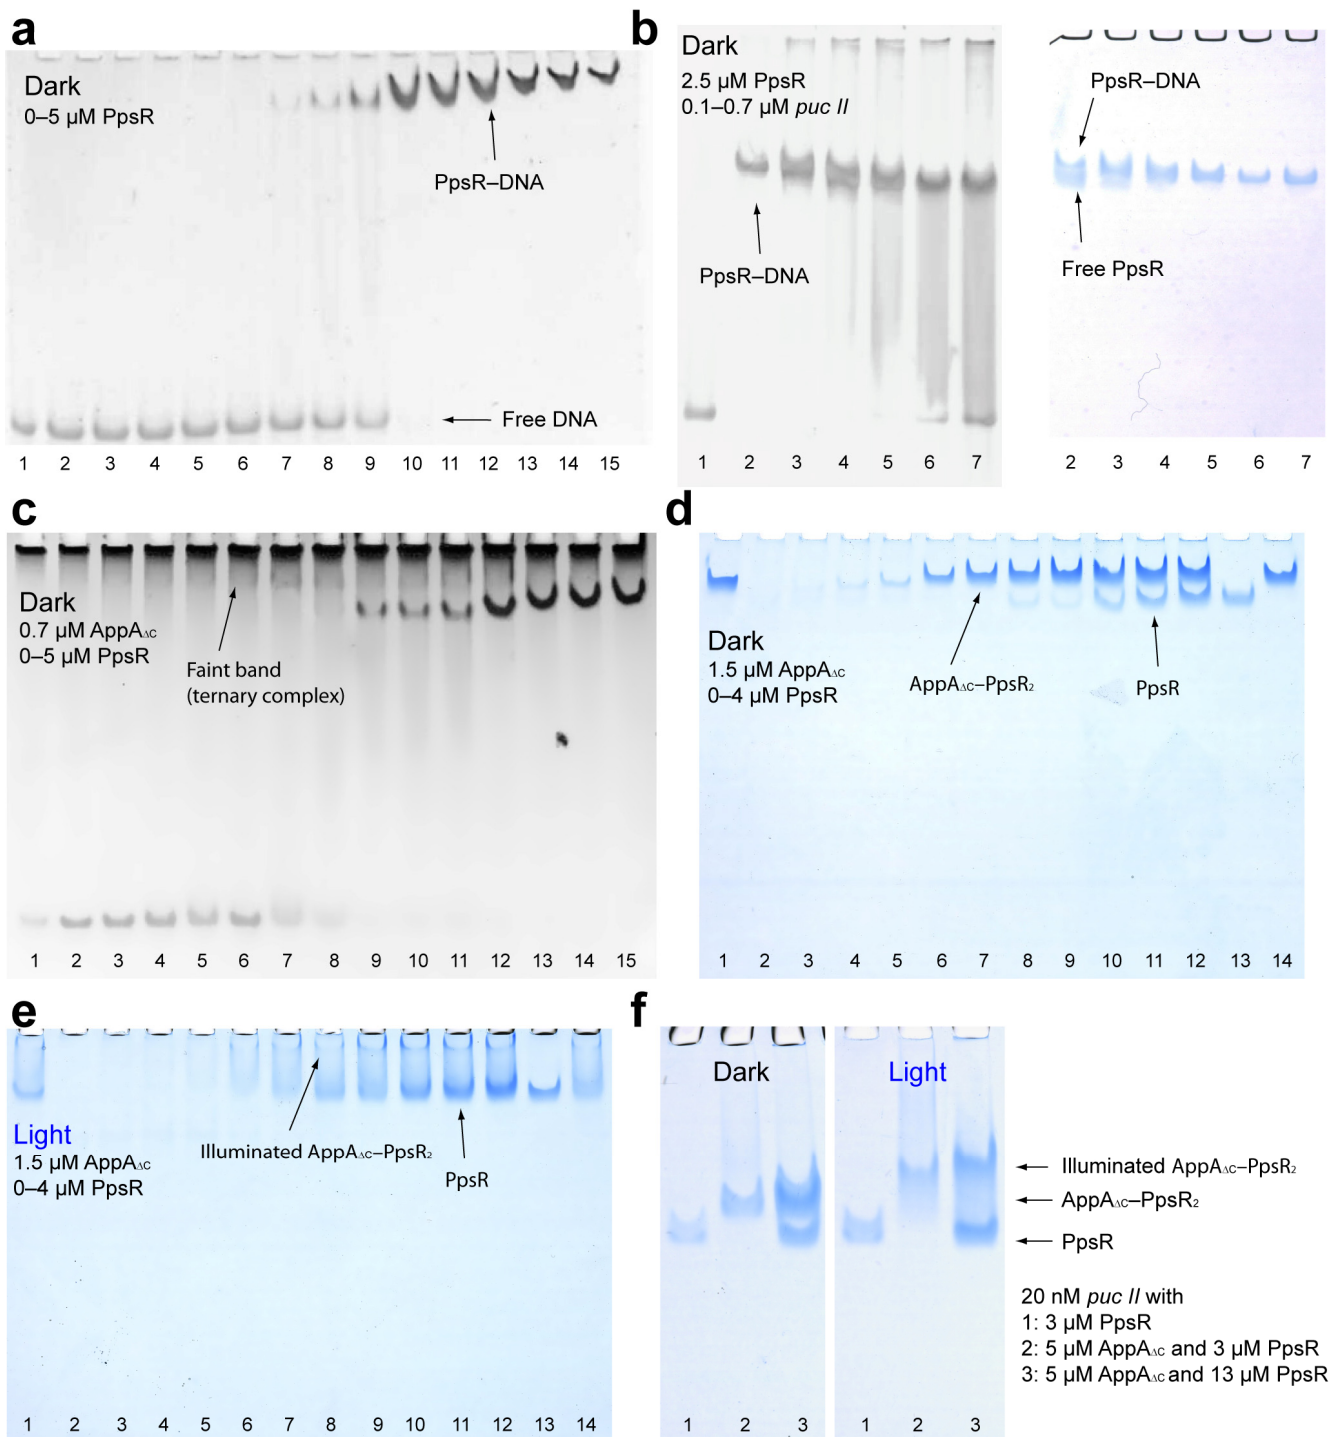 a
Dark
0–5 µM PpsR
PpsR–DNA
Free DNA
1 2 3 4 5 6 7 8 9 10 11 12 13 14 15
b
Dark
2.5 µM PpsR
0.1–0.7 µM puc II
PpsR–DNA
1 2 3 4 5 6 7
PpsR–DNA
Free PpsR
2 3 4 5 6 7
c
Dark
0.7 µM AppAΔC
0–5 µM PpsR
Faint band
(ternary complex)
1 2 3 4 5 6 7 8 9 10 11 12 13 14 15
d
Dark
1.5 µM AppAΔC
0–4 µM PpsR
AppAΔC–PpsR2
PpsR
1 2 3 4 5 6 7 8 9 10 11 12 13 14
e
Light
1.5 µM AppAΔC
0–4 µM PpsR
Illuminated AppAΔC–PpsR2
PpsR
1 2 3 4 5 6 7 8 9 10 11 12 13 14
f
Dark
Light
Illuminated AppAΔC–PpsR2
AppAΔC–PpsR2
PpsR
1 2 3
1 2 3
20 nM puc II with
1: 3 µM PpsR
2: 5 µM AppAΔC and 3 µM PpsR
3: 5 µM AppAΔC and 13 µM PpsR